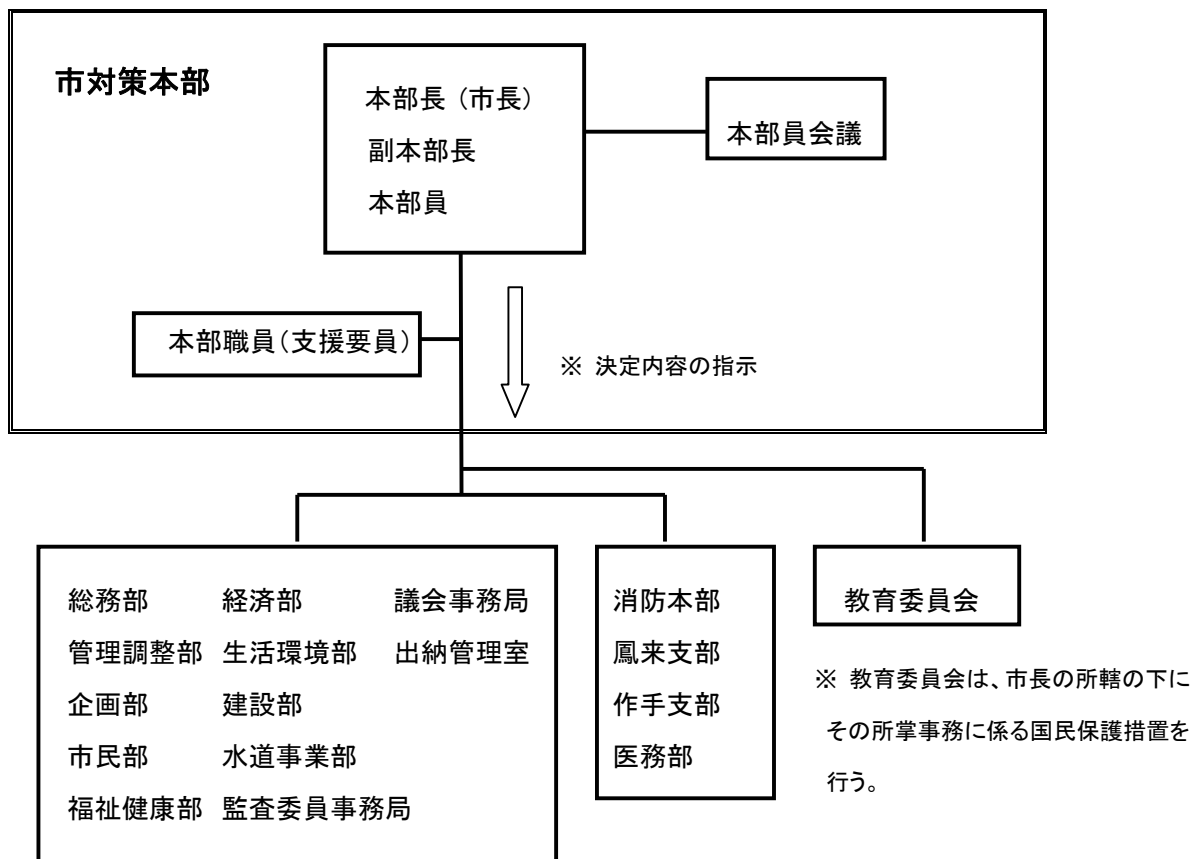 市対策本部
本部長（市長）
副本部長
本部員
本部員会議
本部職員（支援要員）
※ 決定内容の指示
総務部 経済部 議会事務局
管理調整部 生活環境部 出納管理室
企画部 建設部
市民部 水道事業部
福祉健康部 監査委員事務局
消防本部
鳳来支部
作手支部
医務部
教育委員会
※ 教育委員会は、市長の所轄の下に
その所掌事務に係る国民保護措置を
行う。